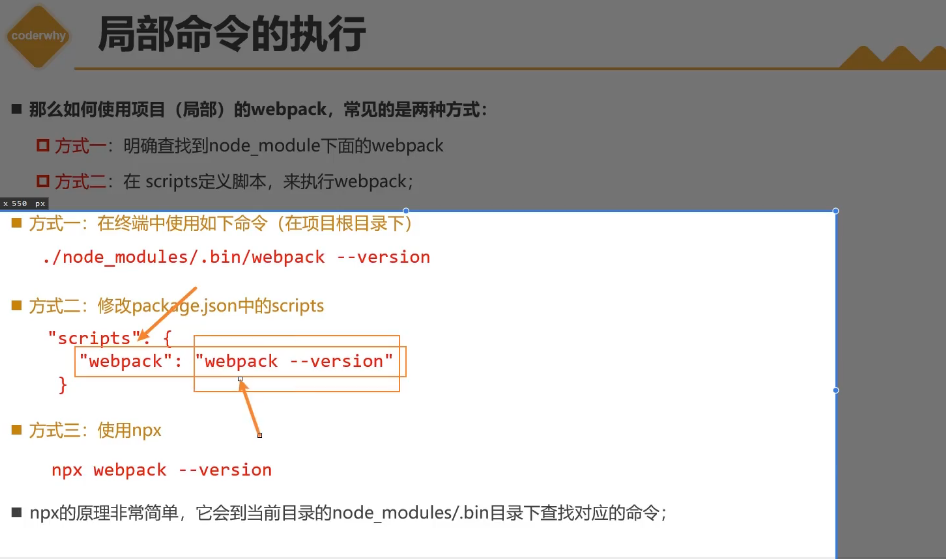 coderwhy
局部命令的执行
■ 那么如何使用项目（局部）的webpack，常见的是两种方式：
方式一：明确查找到node_module下面的webpack
方式二：在 scripts定义脚本，来执行webpack；
x 550 px
■ 方式一：在终端中使用如下命令（在项目根目录下）
./node_modules/.bin/webpack --version
■ 方式二：修改package.json中的scripts
"scripts": {
"webpack": "webpack --version"
}
■ 方式三：使用npx
npx webpack --version
■ npx的原理非常简单，它会到当前目录的node_modules/.bin目录下查找对应的命令；